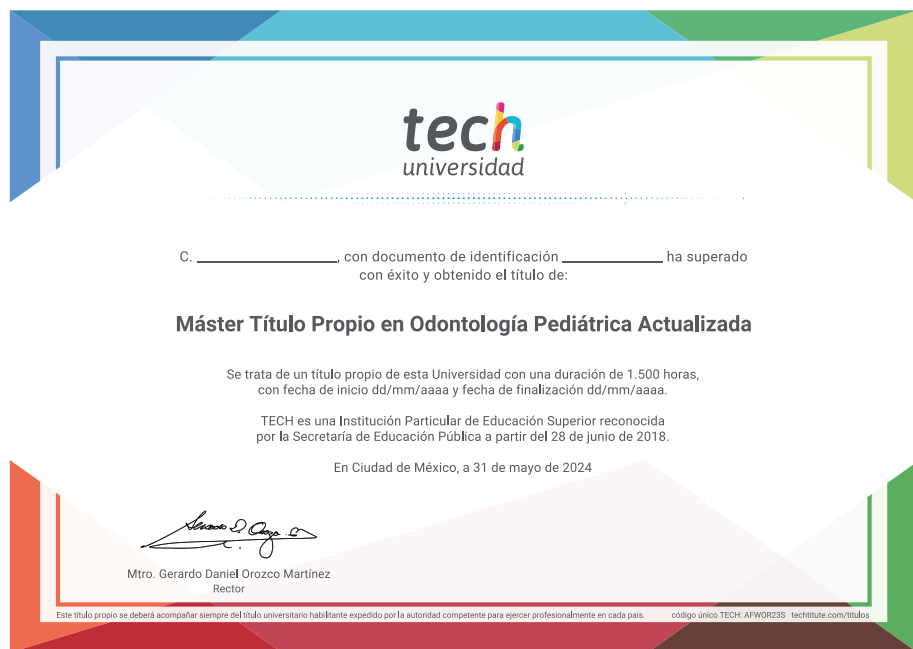 tech
universidad
C. ________________, con documento de identificación ____________ ha superado
con éxito y obtenido el título de:
Máster Título Propio en Odontología Pediátrica Actualizada
Se trata de un título propio de esta Universidad con una duración de 1.500 horas,
con fecha de inicio dd/mm/aaaa y fecha de finalización dd/mm/aaaa.
TECH es una Institución Particular de Educación Superior reconocida
por la Secretaría de Educación Pública a partir del 28 de junio de 2018.
En Ciudad de México, a 31 de mayo de 2024
Mtro. Gerardo Daniel Orozco Martínez
Rector
Este título propio se deberá acompañar siempre del título universitario habilitante expedido por la autoridad competente para ejercer profesionalmente en cada país. código único TECH: AFWOR23S techtitute.com/titulos